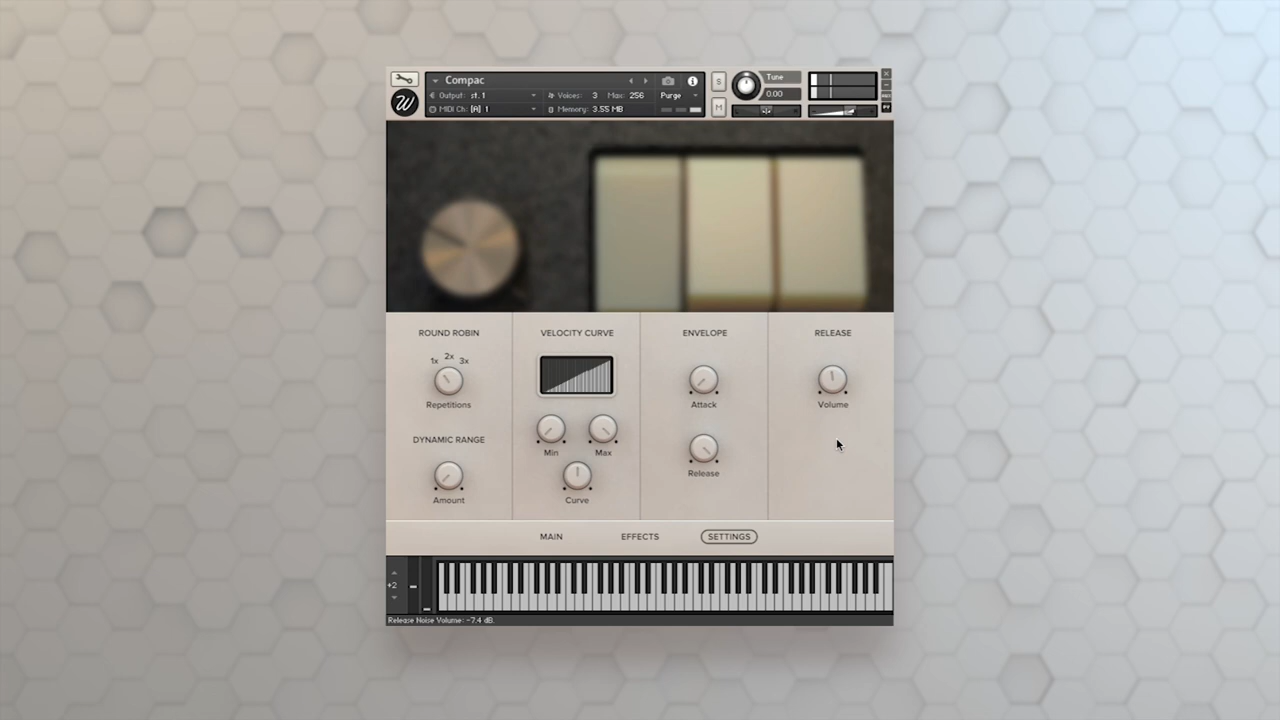 Compac
Output: st. 1
Voices: 3 Max: 256
Purge
MIDI Ch: [A] 1
Memory: 3.55 MB
S
M
Tune
0.00
ROUND ROBIN
VELOCITY CURVE
ENVELOPE
RELEASE
1x 2x 3x
Repetitions
Attack
Volume
DYNAMIC RANGE
Min
Max
Release
Amount
Curve
MAIN
EFFECTS
SETTINGS
+2
Release Noise Volume: -7.4 dB.